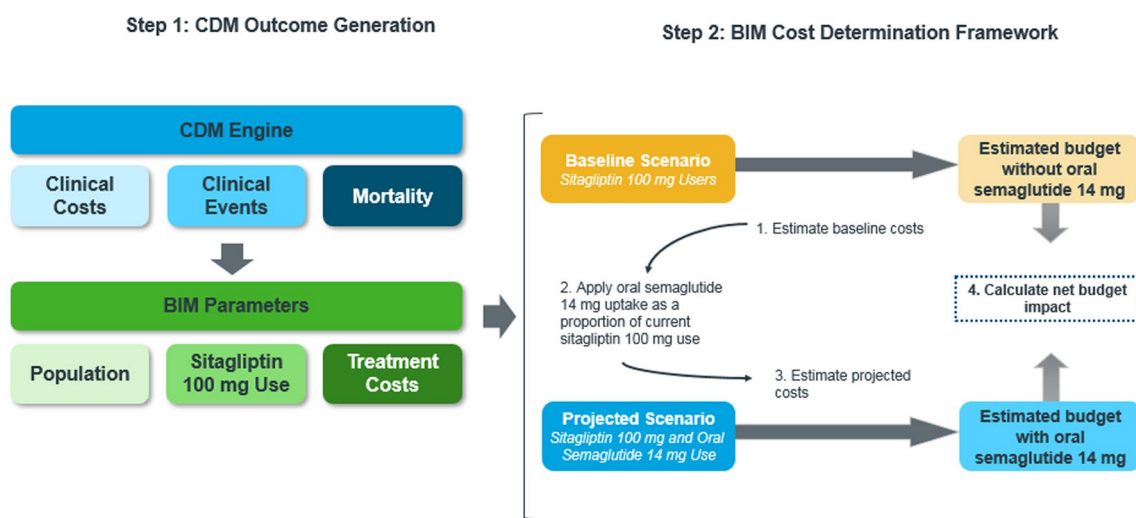 Step 1: CDM Outcome Generation
CDM Engine
Clinical
Costs
Clinical
Events
Mortality
BIM Parameters
Population
Sitagliptin
100 mg Use
Treatment
Costs
Step 2: BIM Cost Determination Framework
Baseline Scenario
Sitagliptin 100 mg Users
Estimated budget
without oral
semaglutide 14 mg
1. Estimate baseline costs
2. Apply oral semaglutide
14 mg uptake as a
proportion of current
sitagliptin 100 mg use
3. Estimate projected
costs
4. Calculate net budget
impact
Projected Scenario
Sitagliptin 100 mg and Oral
Semaglutide 14 mg Use
Estimated budget
with oral
semaglutide 14 mg